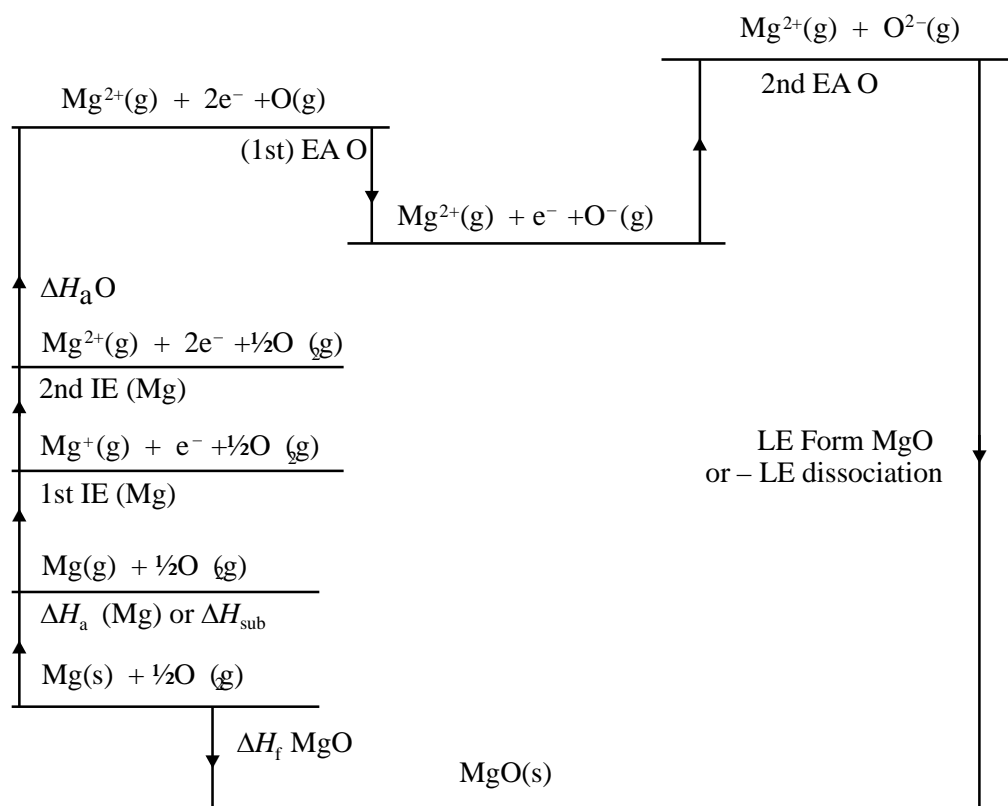 Mg²⁺(g) + O²⁻(g)
2nd EA O
Mg²⁺(g) + 2e⁻ +O(g)
(1st) EA O
Mg²⁺(g) + e⁻ +O⁻(g)
ΔHaO
Mg²⁺(g) + 2e⁻ +½O₂(g)
2nd IE (Mg)
Mg⁺(g) + e⁻ +½O₂(g)
1st IE (Mg)
LE Form MgO
or – LE dissociation
Mg(g) + ½O₂(g)
ΔHₐ (Mg) or ΔHsub
Mg(s) + ½O₂(g)
ΔHf MgO
MgO(s)